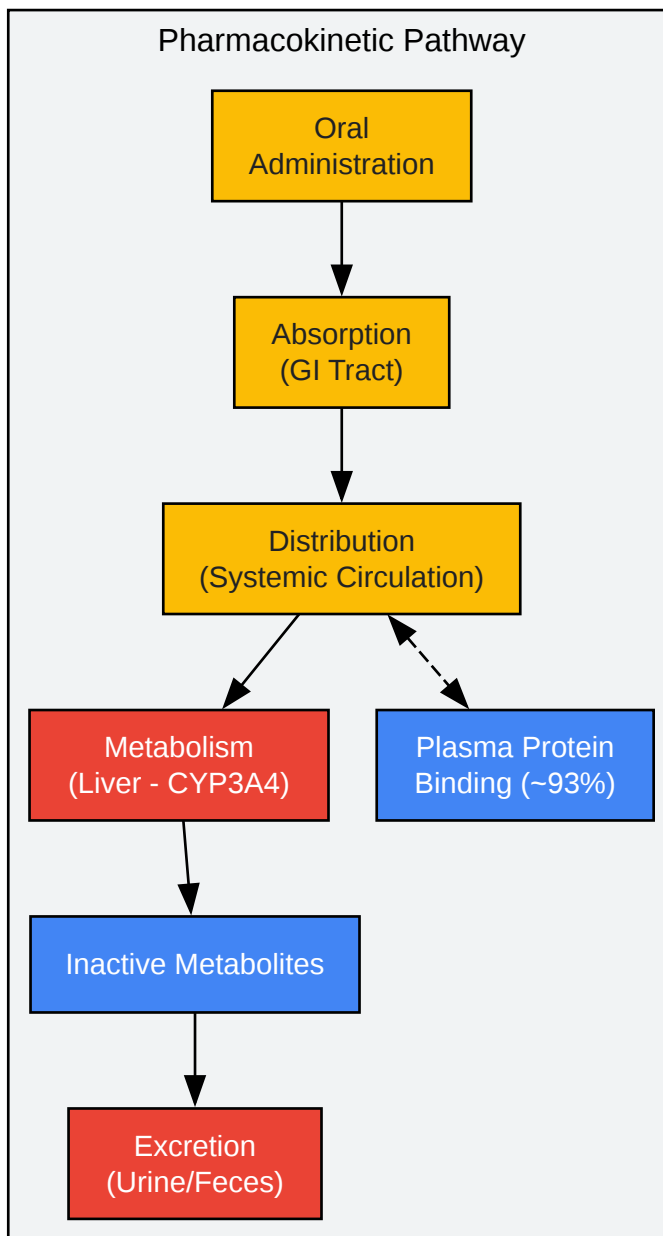 Pharmacokinetic Pathway
Oral
Administration
Absorption
(GI Tract)
Distribution
(Systemic Circulation)
Metabolism
(Liver - CYP3A4)
Plasma Protein
Binding (~93%)
Inactive Metabolites
Excretion
(Urine/Feces)